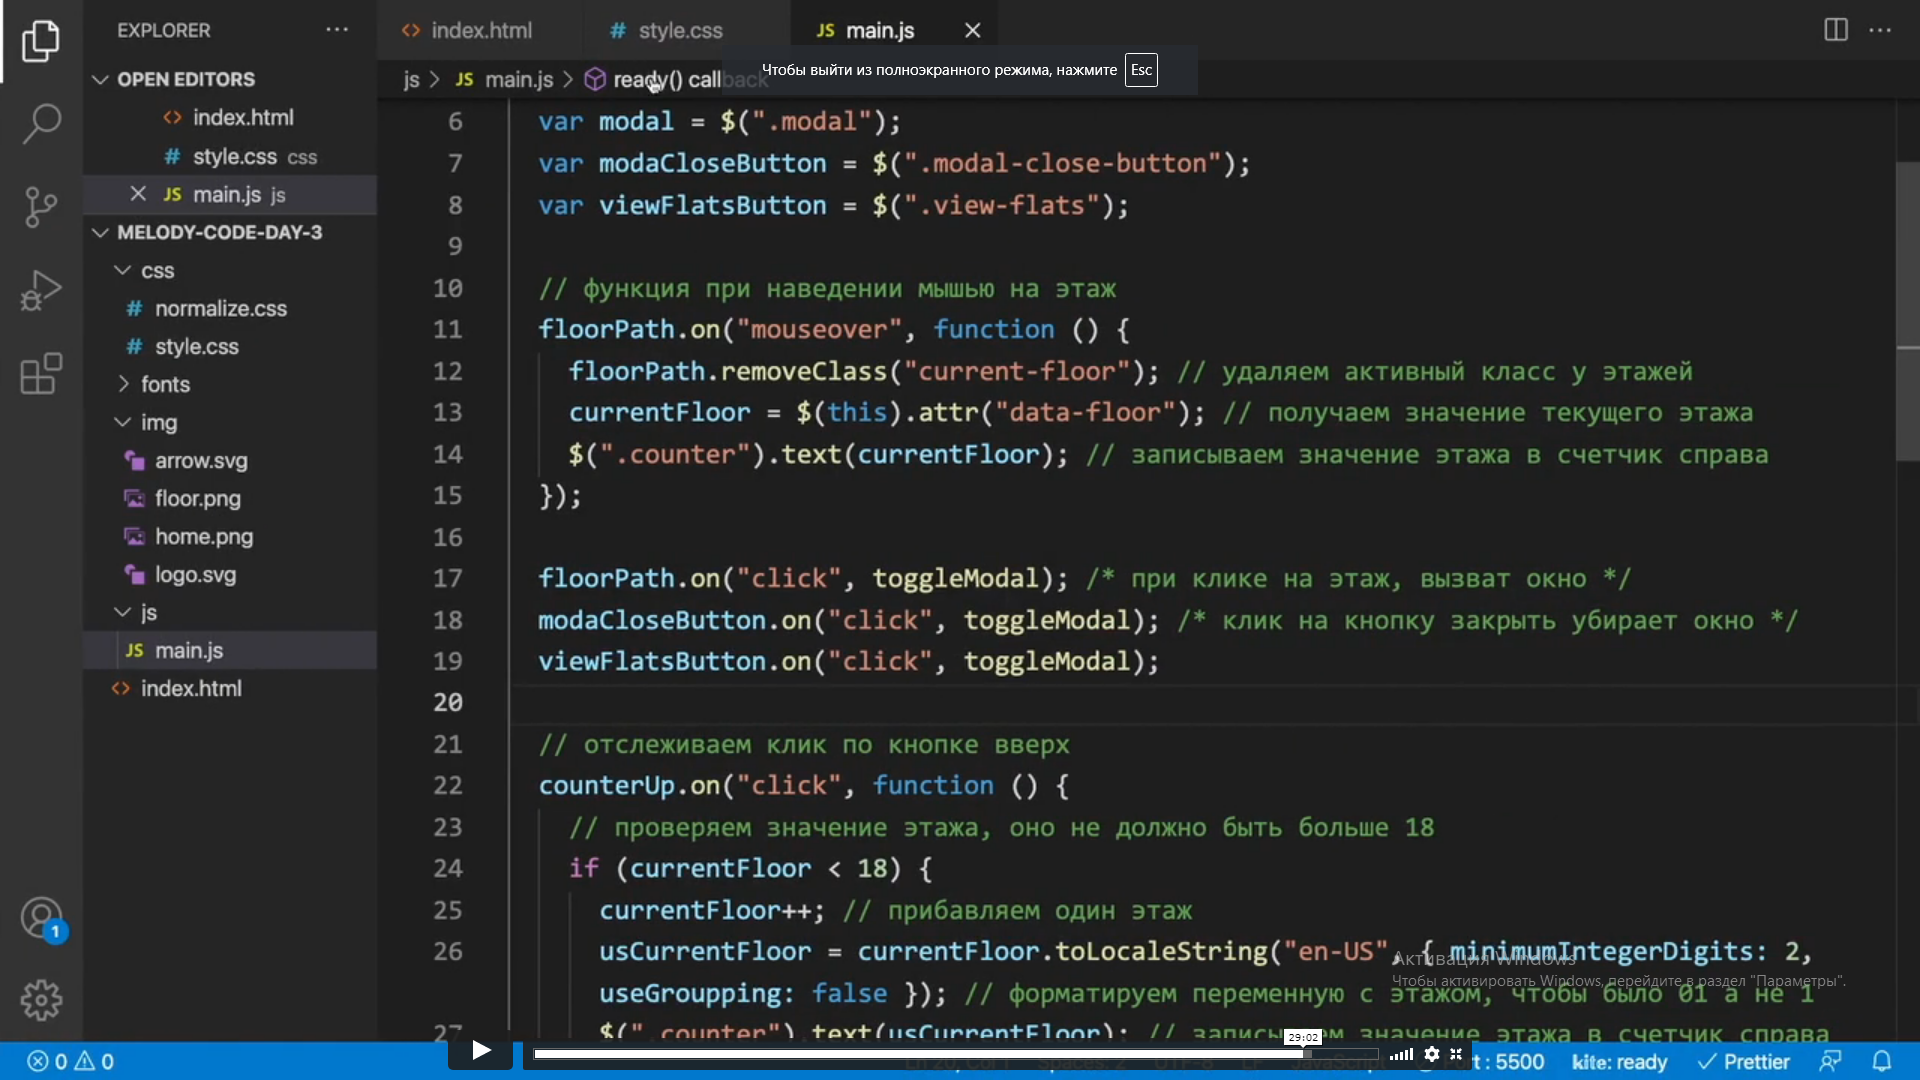 EXPLORER
index.html
style.css
main.js
OPEN EDITORS
js > JS main.js > ready() callback
Чтобы выйти из полноэкранного режима, нажмите Esc
index.html
style.css css
JS main.js js
MELODY-CODE-DAY-3
css
normalize.css
style.css
fonts
img
arrow.svg
floor.png
home.png
logo.svg
js
JS main.js
index.html
6 var modal = $(".modal");
7 var modaCloseButton = $(".modal-close-button");
8 var viewFlatsButton = $(".view-flats");
9
10 // функция при наведении мышью на этаж
11 floorPath.on("mouseover", function () {
12 floorPath.removeClass("current-floor"); // удаляем активный класс у этажей
13 currentFloor = $(this).attr("data-floor"); // получаем значение текущего этажа
14 $(".counter").text(currentFloor); // записываем значение этажа в счетчик справа
15 });
16
17 floorPath.on("click", toggleModal); /* при клике на этаж, вызват окно */
18 modaCloseButton.on("click", toggleModal); /* клик на кнопку закрыть убирает окно */
19 viewFlatsButton.on("click", toggleModal);
20
21 // отслеживаем клик по кнопке вверх
22 counterUp.on("click", function () {
23 // проверяем значение этажа, оно не должно быть больше 18
24 if (currentFloor < 18) {
25 currentFloor++; // прибавляем один этаж
26 usCurrentFloor = currentFloor.toLocaleString("en-US", { minimumIntegerDigits: 2,
useGroupping: false }); // форматируем переменную с этажом, чтобы было 01 а не 1
27 $(".counter").text(usCurrentFloor); // записываем значение этажа в счетчик справа
Активация Windows
Чтобы активировать Windows, перейдите в раздел "Параметры".
1
29:02
0 0
: 5500
kite: ready
Prettier